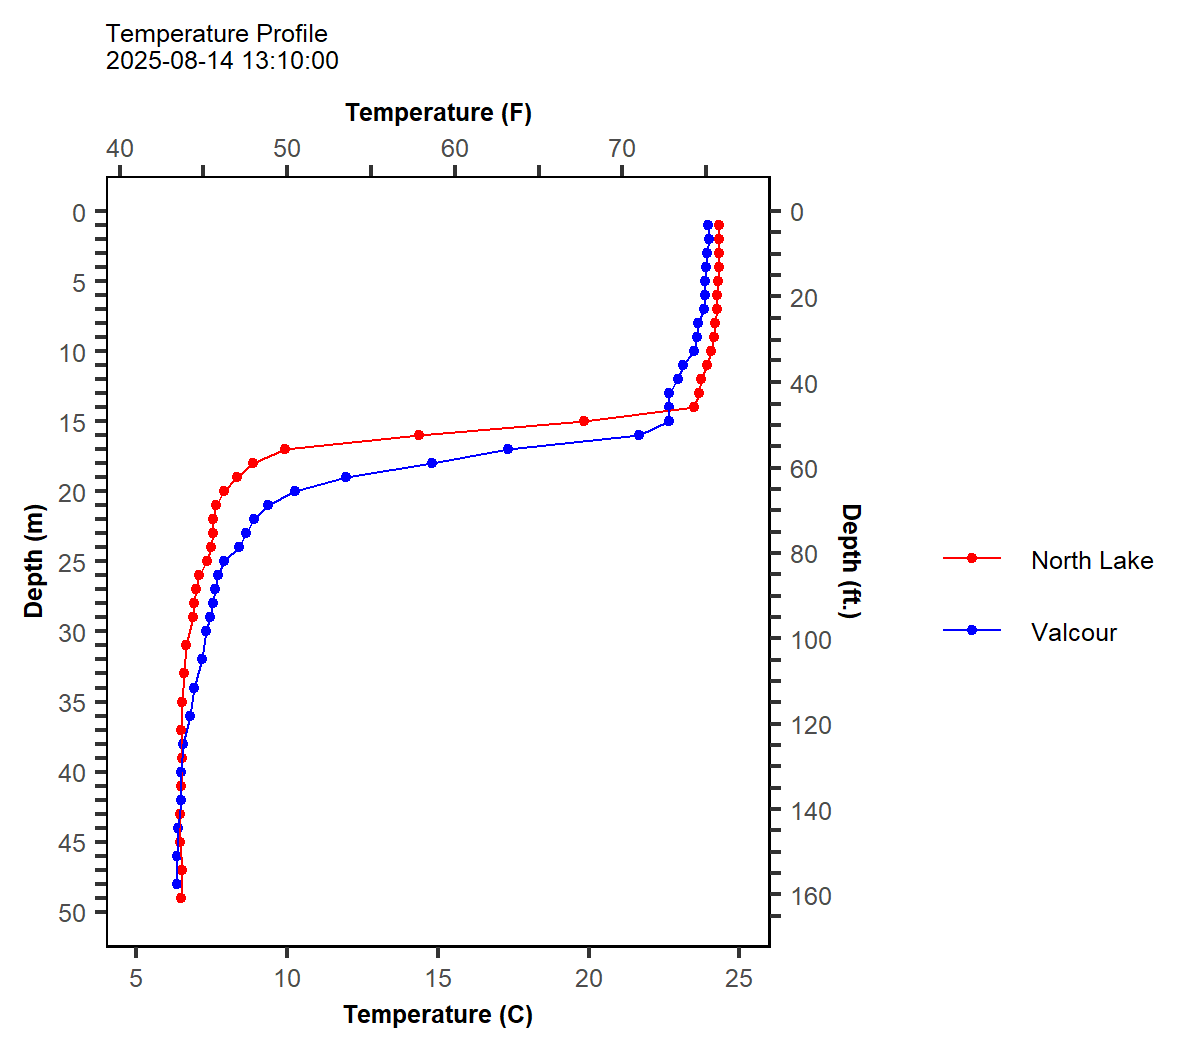 Temperature Profile
2025-08-14 13:10:00
Temperature (F)
40 50 60 70
0
5
10
15
20
25
30
35
40
45
50
Depth (m)
0
20
40
60
80
100
120
140
160
Depth (ft.)
North Lake
Valcour
5 10 15 20 25
Temperature (C)